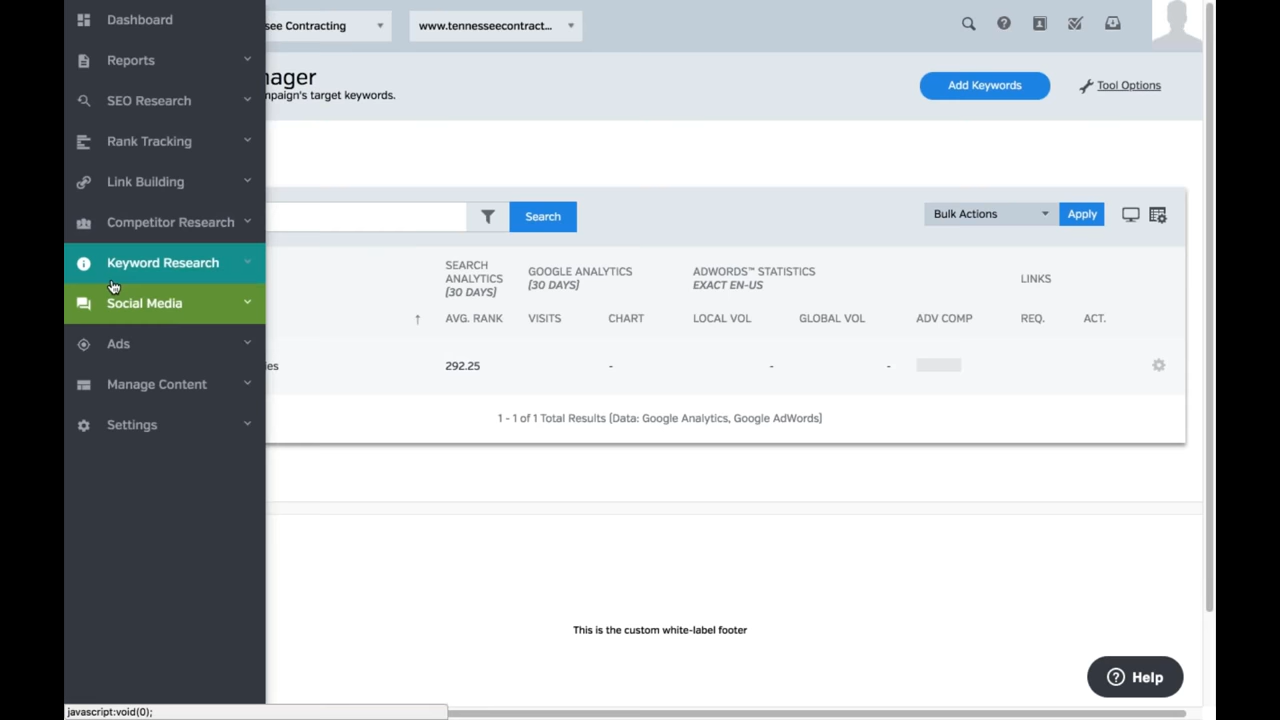 Dashboard
Reports
SEO Research
Rank Tracking
Link Building
Competitor Research
Keyword Research
Social Media
Ads
Manage Content
Settings
see Contracting
www.tennesseecontract...
nager
mpaign's target keywords.
Add Keywords
Tool Options
Search
Bulk Actions
Apply
SEARCH
ANALYTICS
(30 DAYS)
GOOGLE ANALYTICS
(30 DAYS)
ADWORDS™ STATISTICS
EXACT EN-US
LINKS
↑ AVG. RANK VISITS CHART LOCAL VOL GLOBAL VOL ADV COMP REQ. ACT.
ies 292.25 - - -
1 - 1 of 1 Total Results [Data: Google Analytics, Google AdWords]
This is the custom white-label footer
Help
javascript:void(0);